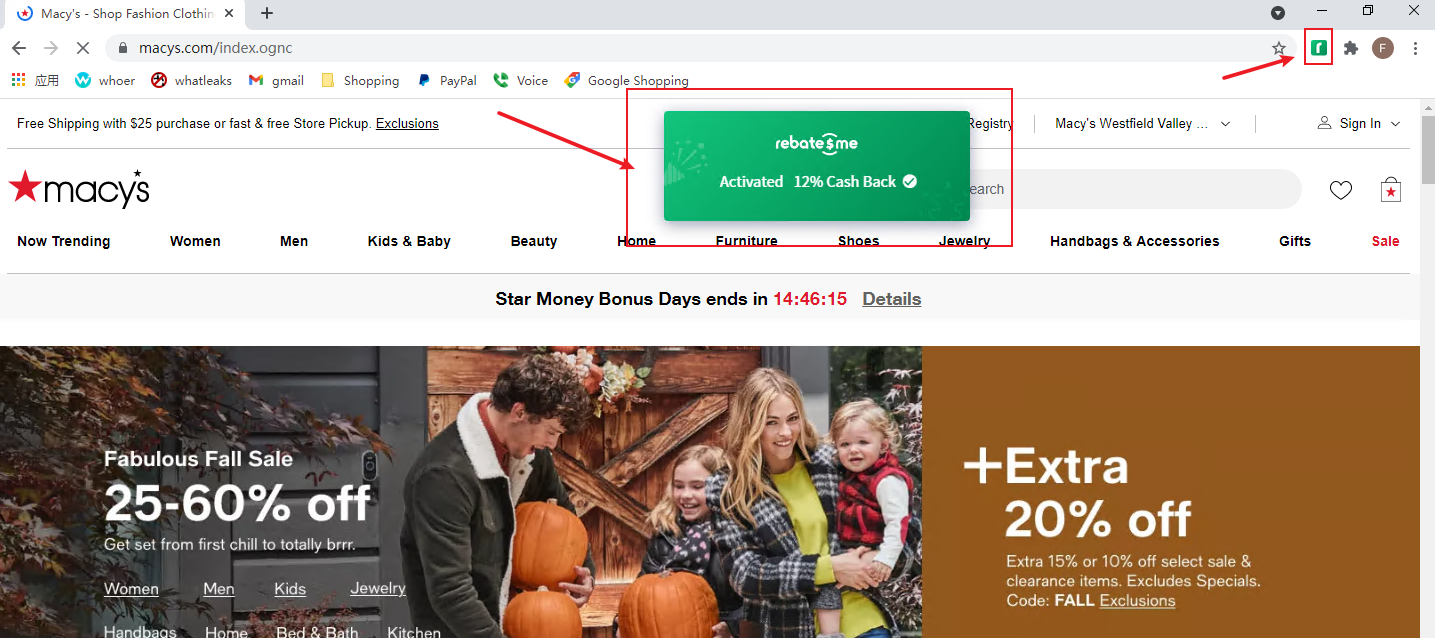 Macy's - Shop Fashion Clothin
macys.com/index.ognc
F
应用 whoer whatleaks gmail Shopping PayPal Voice Google Shopping
Free Shipping with $25 purchase or fast & free Store Pickup. Exclusions
Registry
Macy's Westfield Valley ...
Sign In
rebate$me
Activated 12% Cash Back
macy's
earch
Now Trending Women Men Kids & Baby Beauty Home Furniture Shoes Jewelry Handbags & Accessories Gifts Sale
Star Money Bonus Days ends in 14:46:15 Details
Fabulous Fall Sale
25-60% off
Get set from first chill to totally brrr.
Women Men Kids Jewelry
Handbags Home Bed & Bath Kitchen
+Extra
20% off
Extra 15% or 10% off select sale &
clearance items. Excludes Specials.
Code: FALL Exclusions